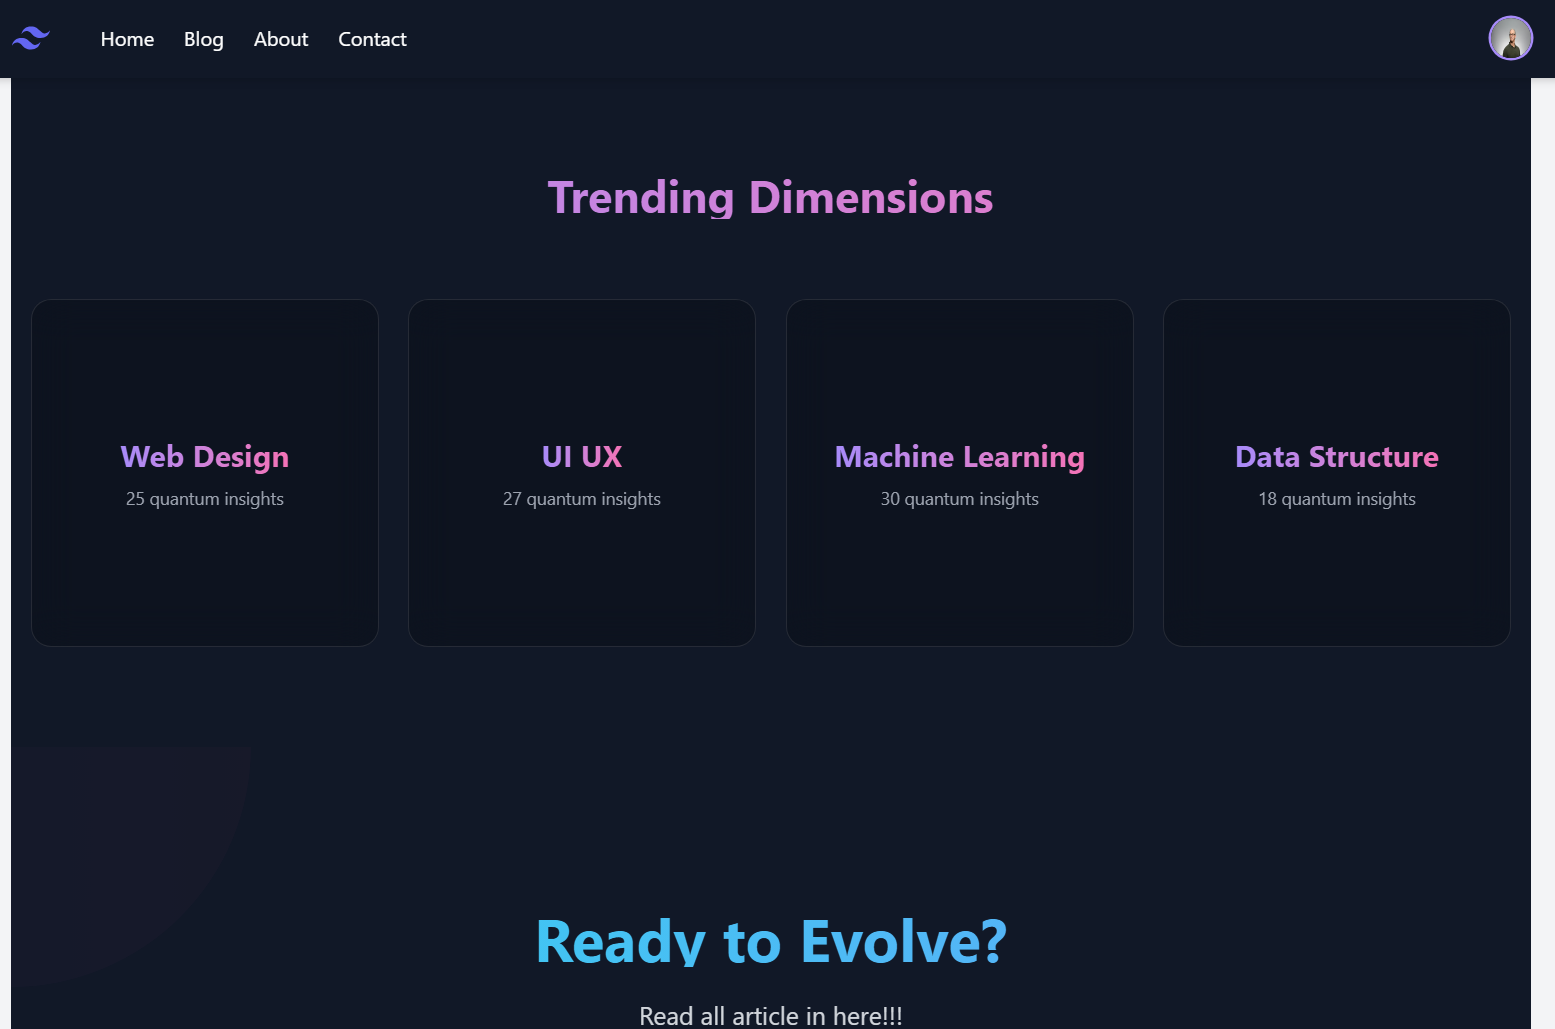 Home Blog About Contact
Trending Dimensions
Web Design
25 quantum insights
UI UX
27 quantum insights
Machine Learning
30 quantum insights
Data Structure
18 quantum insights
Ready to Evolve?
Read all article in here!!!